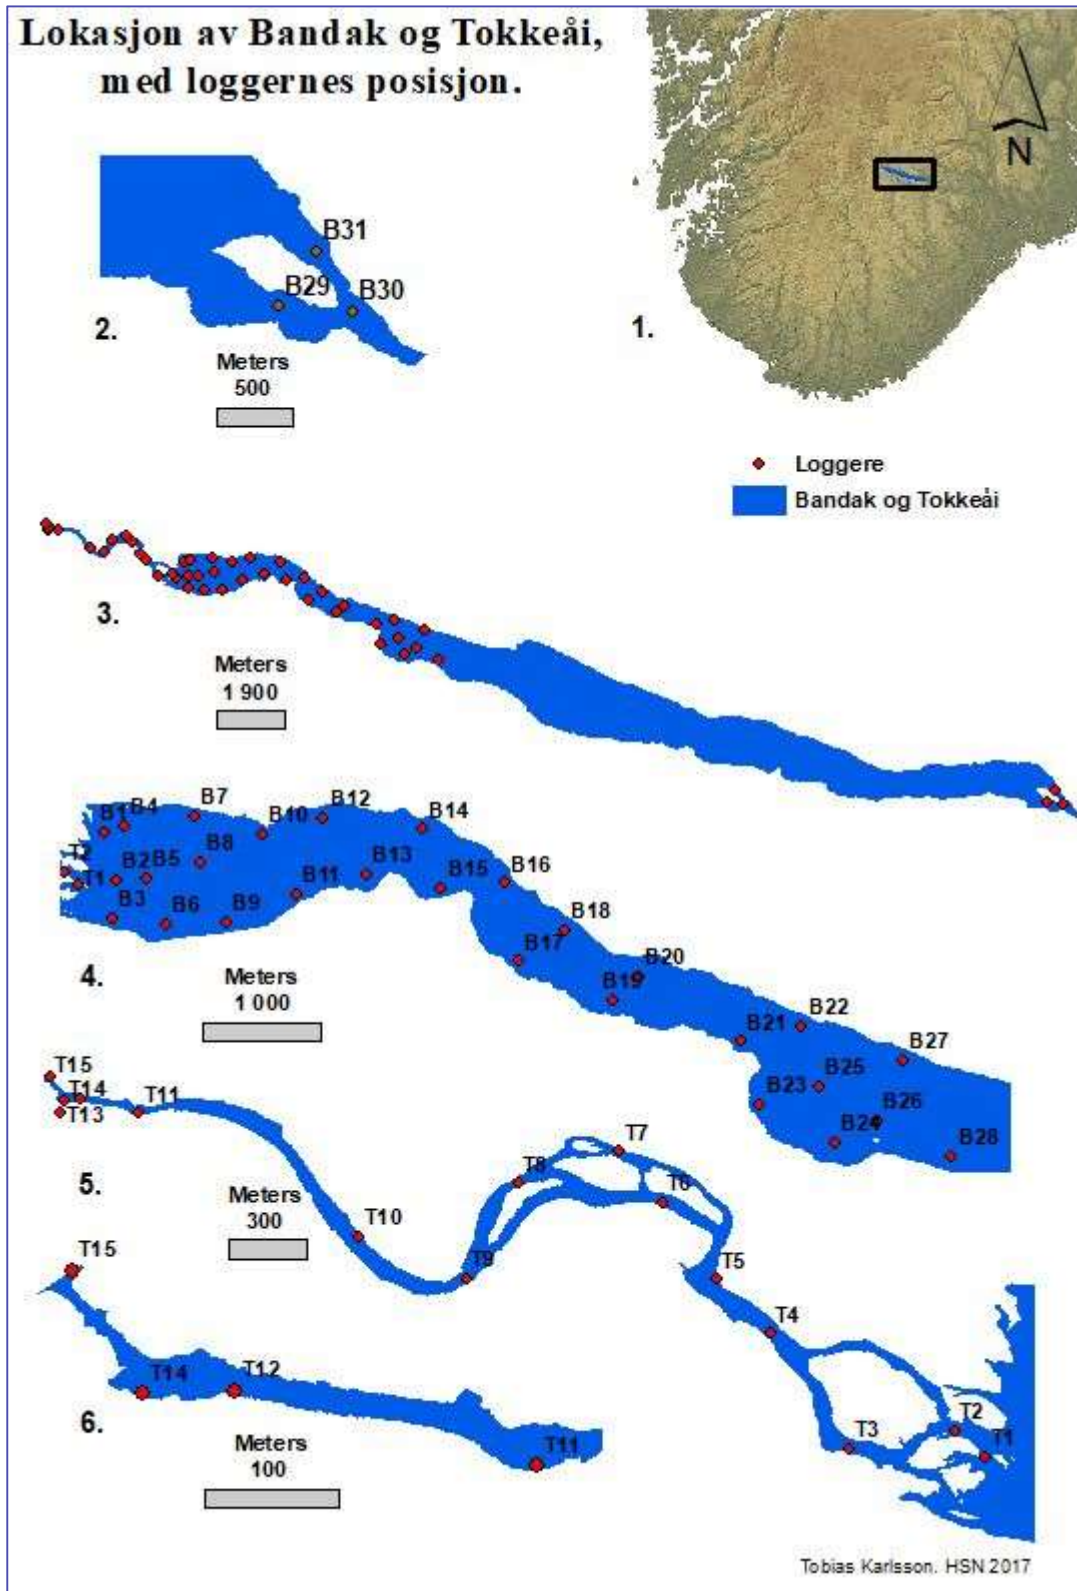 Lokasjon av Bandak og Tokkeåi,
med loggernes posisjon.
N
1.
B31
B29
B30
2.
Meters
500
Loggere
Bandak og Tokkeåi
3.
Meters
1 900
B7
B12
B1
B4
B10
B14
T2
B8
B2
B5
B13
B16
T1
B11
B15
B3
B6
B9
B18
B17
B20
4.
B19
Meters
1 000
B22
B21
B27
B25
B23
B26
B24
B28
T15
T14
T13
T11
T7
T8
5.
T6
Meters
300
T10
T9
T5
T4
T15
T14
T12
T3
T2
T1
6.
T11
Meters
100
Tobias Karlsson. HSN 2017